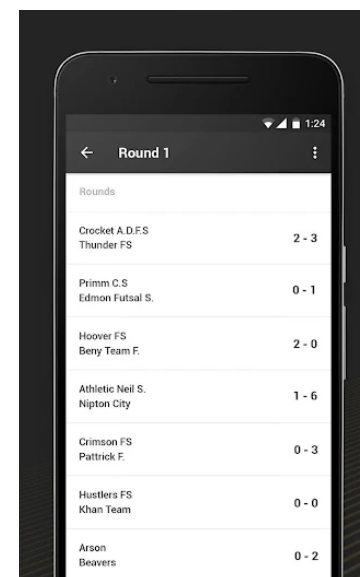 1:24
Round 1
Rounds
Crocket A.D.F.S
Thunder FS
2 - 3
Primm C.S
Edmon Futsal S.
0 - 1
Hoover FS
Beny Team F.
2 - 0
Athletic Neil S.
Nipton City
1 - 6
Crimson FS
Pattrick F.
0 - 3
Hustlers FS
Khan Team
0 - 0
Arson
Beavers
0 - 2